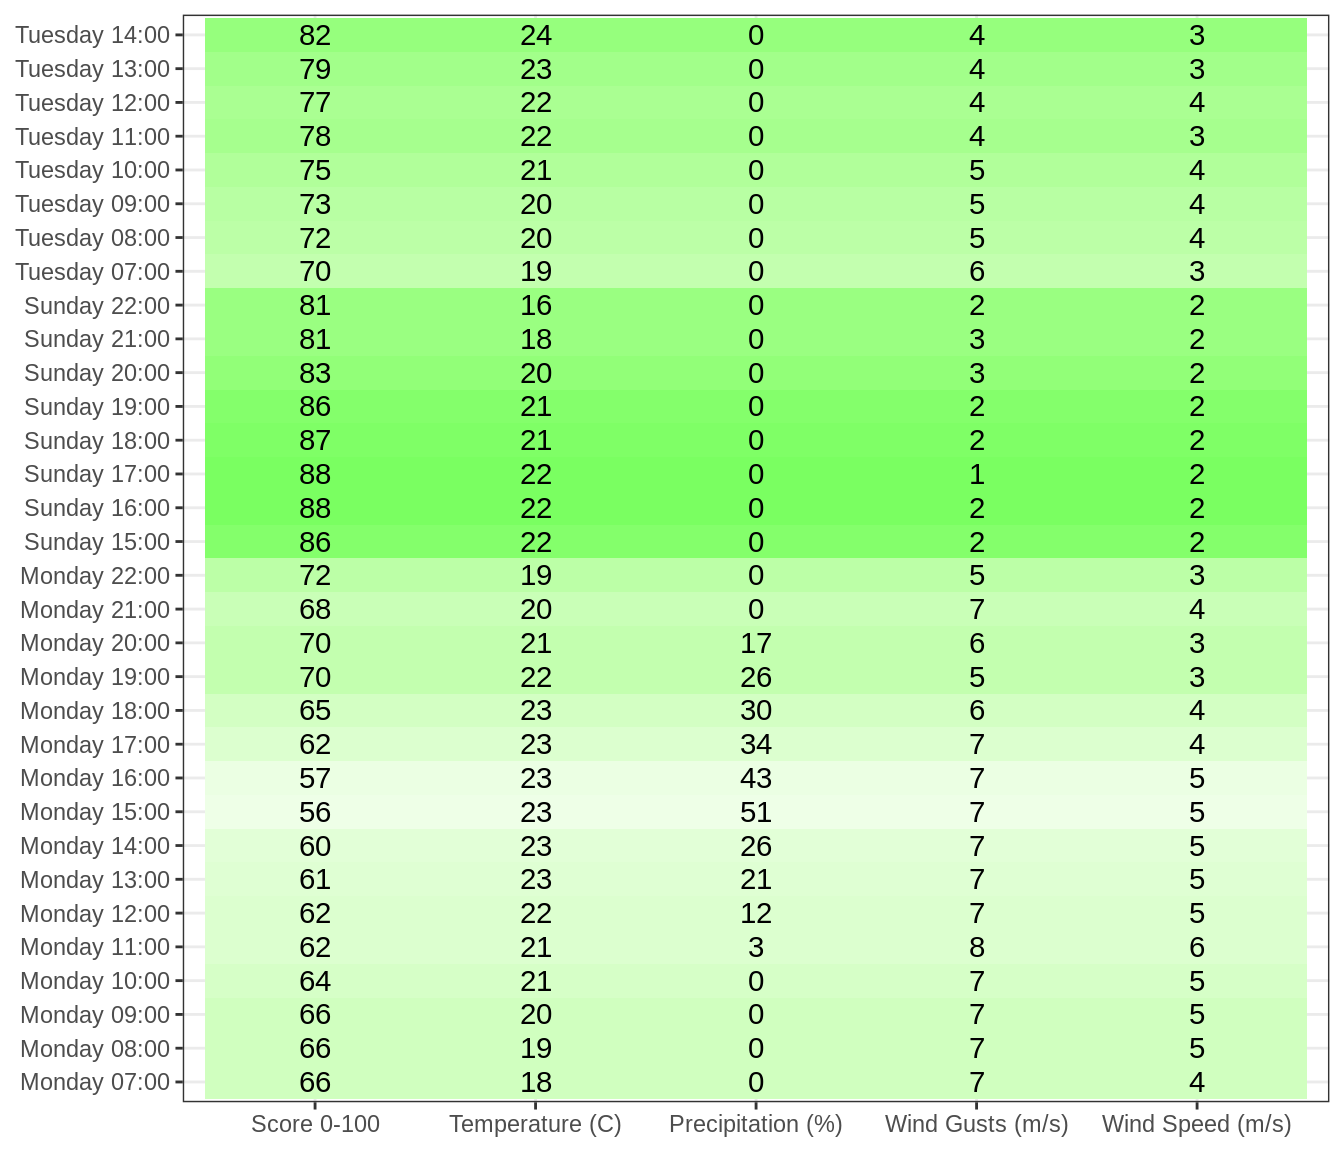 Tuesday 14:00 82 24 0 4 3
Tuesday 13:00 79 23 0 4 3
Tuesday 12:00 77 22 0 4 4
Tuesday 11:00 78 22 0 4 3
Tuesday 10:00 75 21 0 5 4
Tuesday 09:00 73 20 0 5 4
Tuesday 08:00 72 20 0 5 4
Tuesday 07:00 70 19 0 6 3
Sunday 22:00 81 16 0 2 2
Sunday 21:00 81 18 0 3 2
Sunday 20:00 83 20 0 3 2
Sunday 19:00 86 21 0 2 2
Sunday 18:00 87 21 0 2 2
Sunday 17:00 88 22 0 1 2
Sunday 16:00 88 22 0 2 2
Sunday 15:00 86 22 0 2 2
Monday 22:00 72 19 0 5 3
Monday 21:00 68 20 0 7 4
Monday 20:00 70 21 17 6 3
Monday 19:00 70 22 26 5 3
Monday 18:00 65 23 30 6 4
Monday 17:00 62 23 34 7 4
Monday 16:00 57 23 43 7 5
Monday 15:00 56 23 51 7 5
Monday 14:00 60 23 26 7 5
Monday 13:00 61 23 21 7 5
Monday 12:00 62 22 12 7 5
Monday 11:00 62 21 3 8 6
Monday 10:00 64 21 0 7 5
Monday 09:00 66 20 0 7 5
Monday 08:00 66 19 0 7 5
Monday 07:00 66 18 0 7 4
Score 0-100 Temperature (C) Precipitation (%) Wind Gusts (m/s) Wind Speed (m/s)